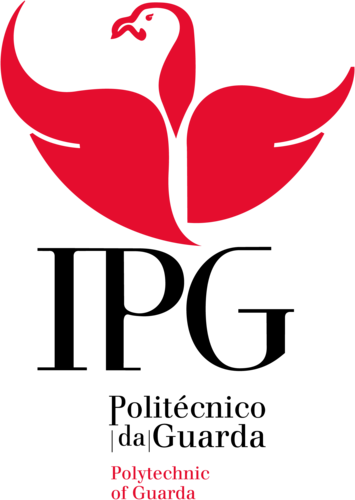 IPG
Politécnico
|da|Guarda
Polytechnic
of Guarda